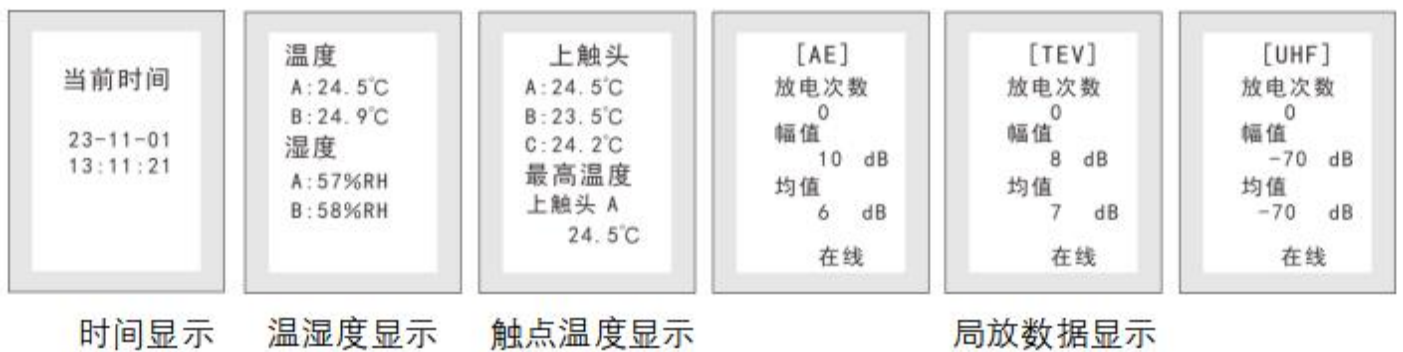 当前时间
23-11-01
13:11:21
温度
A:24.5℃
B:24.9℃
湿度
A:57%RH
B:58%RH
上触头
A:24.5℃
B:23.5℃
C:24.2℃
最高温度
上触头 A
24.5℃
[AE]
放电次数
0
幅值
10 dB
均值
6 dB
在线
[TEV]
放电次数
0
幅值
8 dB
均值
7 dB
在线
[UHF]
放电次数
0
幅值
-70 dB
均值
-70 dB
在线
时间显示 温湿度显示 触点温度显示 局放数据显示